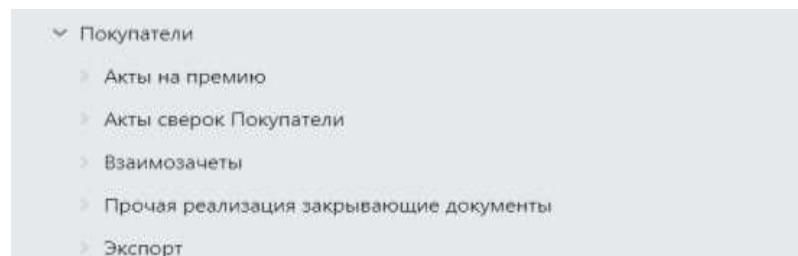 Покупатели
Акты на премию
Акты сверок Покупатели
Взаимозачеты
Прочая реализация закрывающие документы
Экспорт